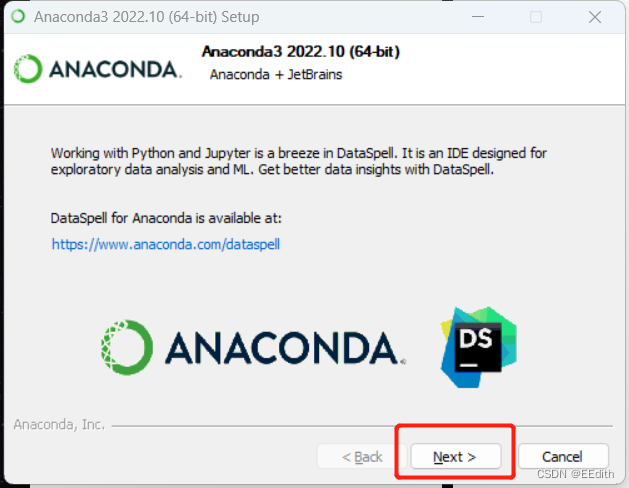 Anaconda3 2022.10 (64-bit) Setup
Anaconda3 2022.10 (64-bit)
Anaconda + JetBrains
ANACONDA.
Working with Python and Jupyter is a breeze in DataSpell. It is an IDE designed for
exploratory data analysis and ML. Get better data insights with DataSpell.
DataSpell for Anaconda is available at:
https://www.anaconda.com/dataspell
ANACONDA.
DS
Anaconda, Inc.
< Back
Next >
Cancel
CSDN @EEdith